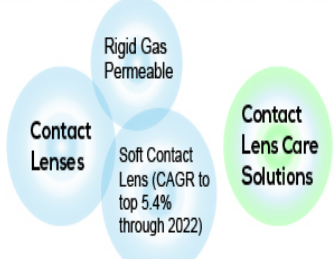 Rigid Gas
Permeable
Contact
Lenses
Soft Contact
Lens (CAGR to
top 5.4%
through 2022)
Contact
Lens Care
Solutions